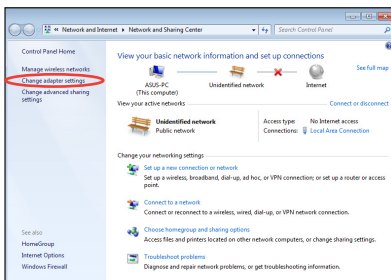 « Network and Internet ▸ Network and Sharing Center
Search Control Panel
Control Panel Home
Manage wireless networks
Change adapter settings
Change advanced sharing
settings
See also
HomeGroup
Internet Options
Windows Firewall
View your basic network information and set up connections
See full map
ASUS-PC
(This computer)
Unidentified network
Internet
View your active networks
Connect or disconnect
Unidentified network
Public network
Access type: No Internet access
Connections: Local Area Connection
Change your networking settings
Set up a new connection or network
Set up a wireless, broadband, dial-up, ad hoc, or VPN connection; or set up a router or access
point.
Connect to a network
Connect or reconnect to a wireless, wired, dial-up, or VPN network connection.
Choose homegroup and sharing options
Access files and printers located on other network computers, or change sharing settings.
Troubleshoot problems
Diagnose and repair network problems, or get troubleshooting information.